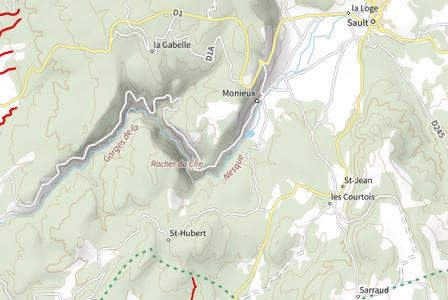 la Loge
D1
Sault
la Gabelle
D1A
Monieux
D245
Gorges de la
Rocher du Cire
Nesque
St-Jean
les Courtois
St-Hubert
Sarraud